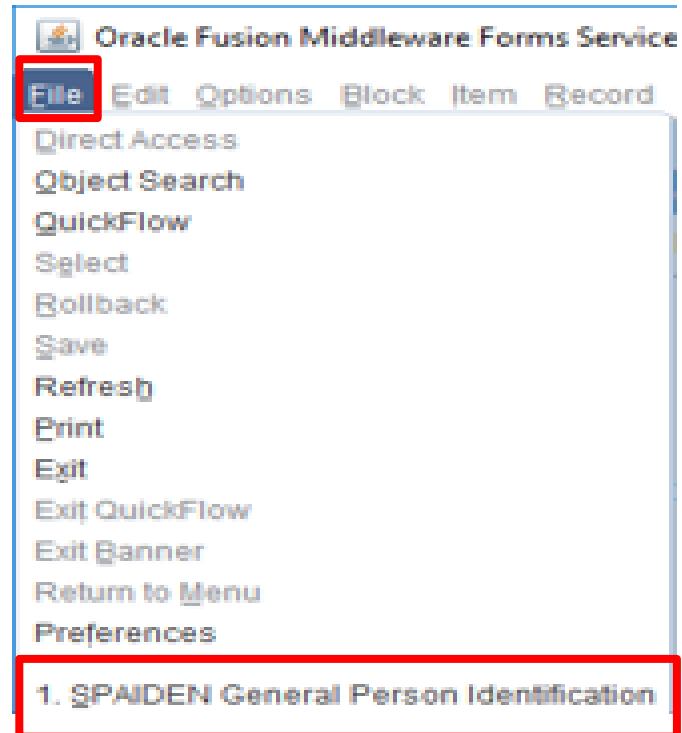 Oracle Fusion Middleware Forms Service
File Edit Options Block Item Record
Direct Access
Object Search
QuickFlow
Select
Rollback
Save
Refresh
Print
Exit
Exit QuickFlow
Exit Banner
Return to Menu
Preferences
1. SPAIDEN General Person Identification